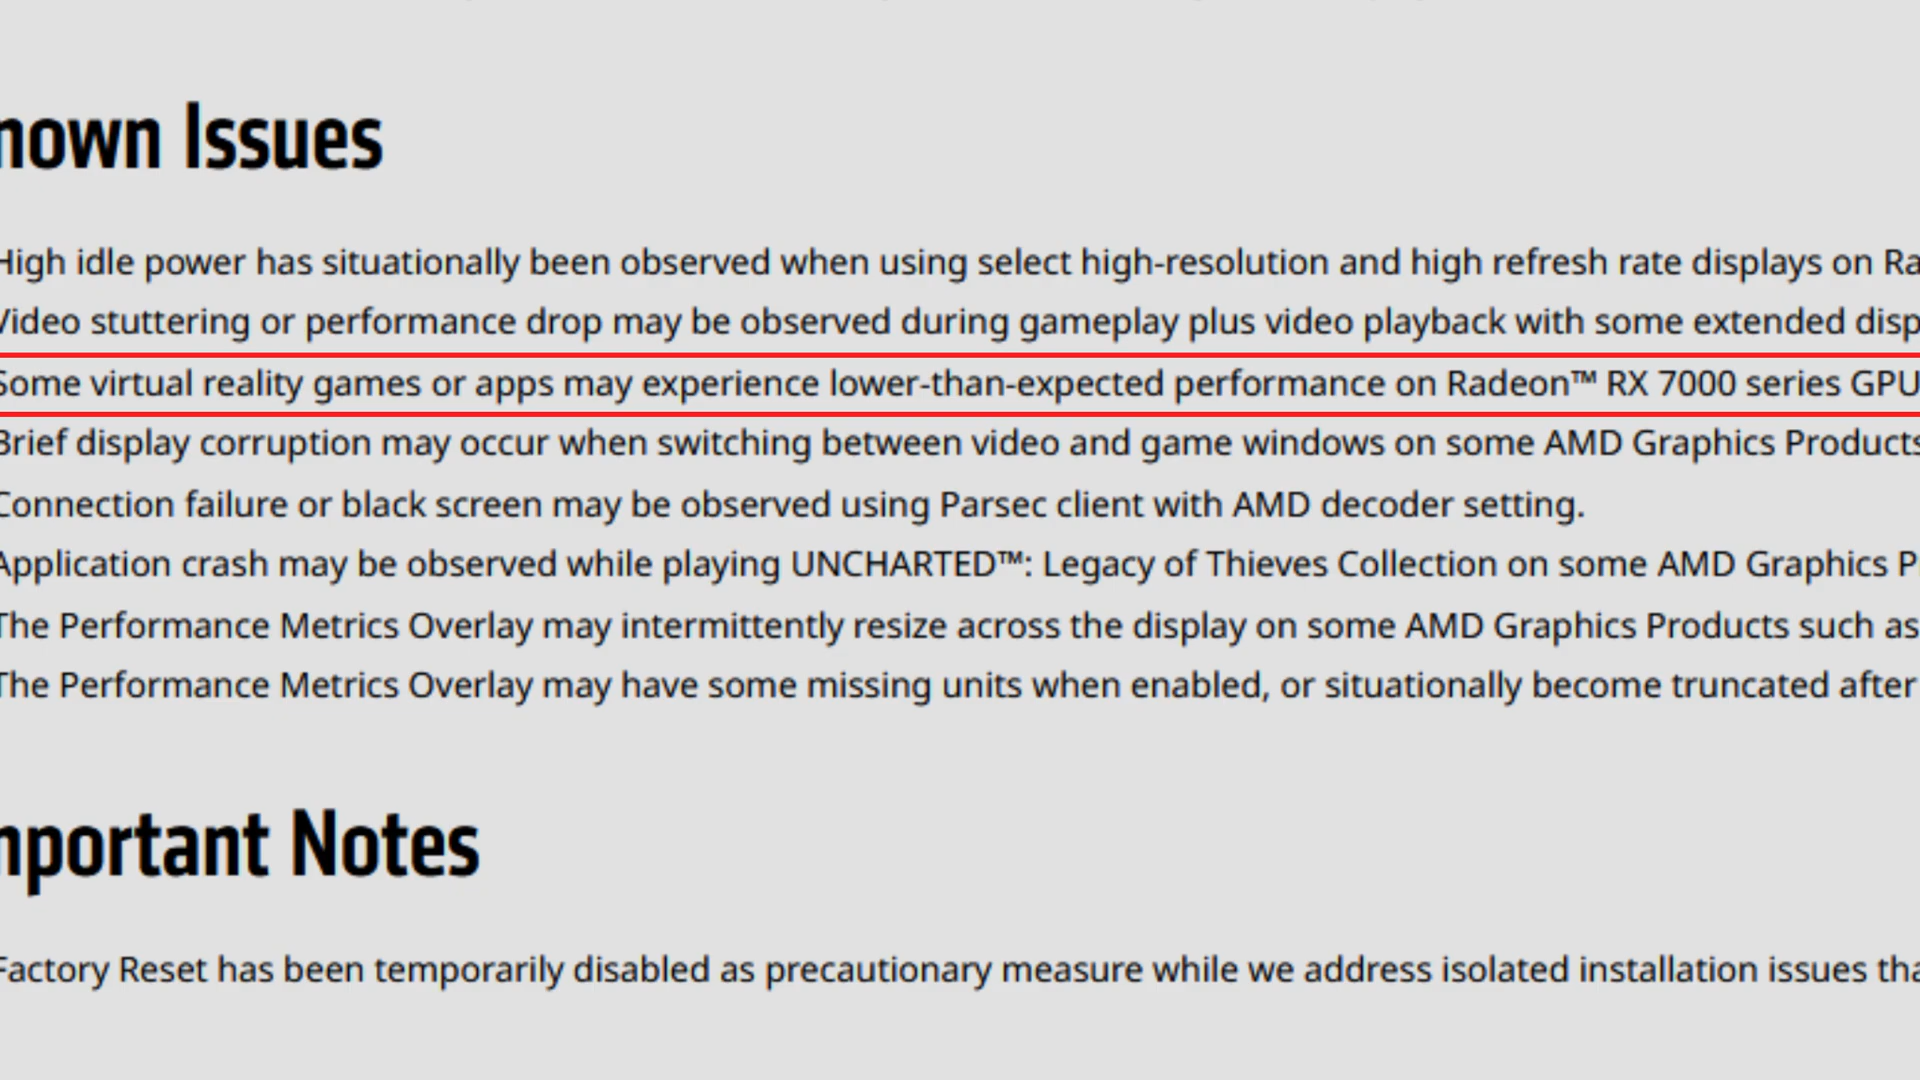 nown Issues
High idle power has situationally been observed when using select high-resolution and high refresh rate displays on Ra
Video stuttering or performance drop may be observed during gameplay plus video playback with some extended disp
Some virtual reality games or apps may experience lower-than-expected performance on Radeon™ RX 7000 series GPU
Brief display corruption may occur when switching between video and game windows on some AMD Graphics Products
Connection failure or black screen may be observed using Parsec client with AMD decoder setting.
Application crash may be observed while playing UNCHARTED™: Legacy of Thieves Collection on some AMD Graphics P
The Performance Metrics Overlay may intermittently resize across the display on some AMD Graphics Products such as
The Performance Metrics Overlay may have some missing units when enabled, or situationally become truncated after
mportant Notes
Factory Reset has been temporarily disabled as precautionary measure while we address isolated installation issues tha